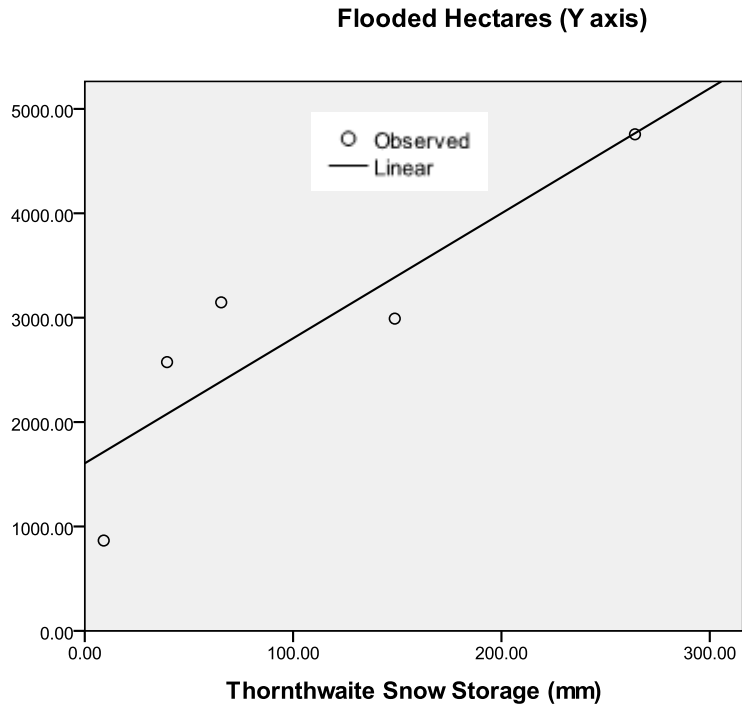 Flooded Hectares (Y axis)
5000.00
Observed
Linear
4000.00
3000.00
2000.00
1000.00
0.00
0.00 100.00 200.00 300.00
Thornthwaite Snow Storage (mm)